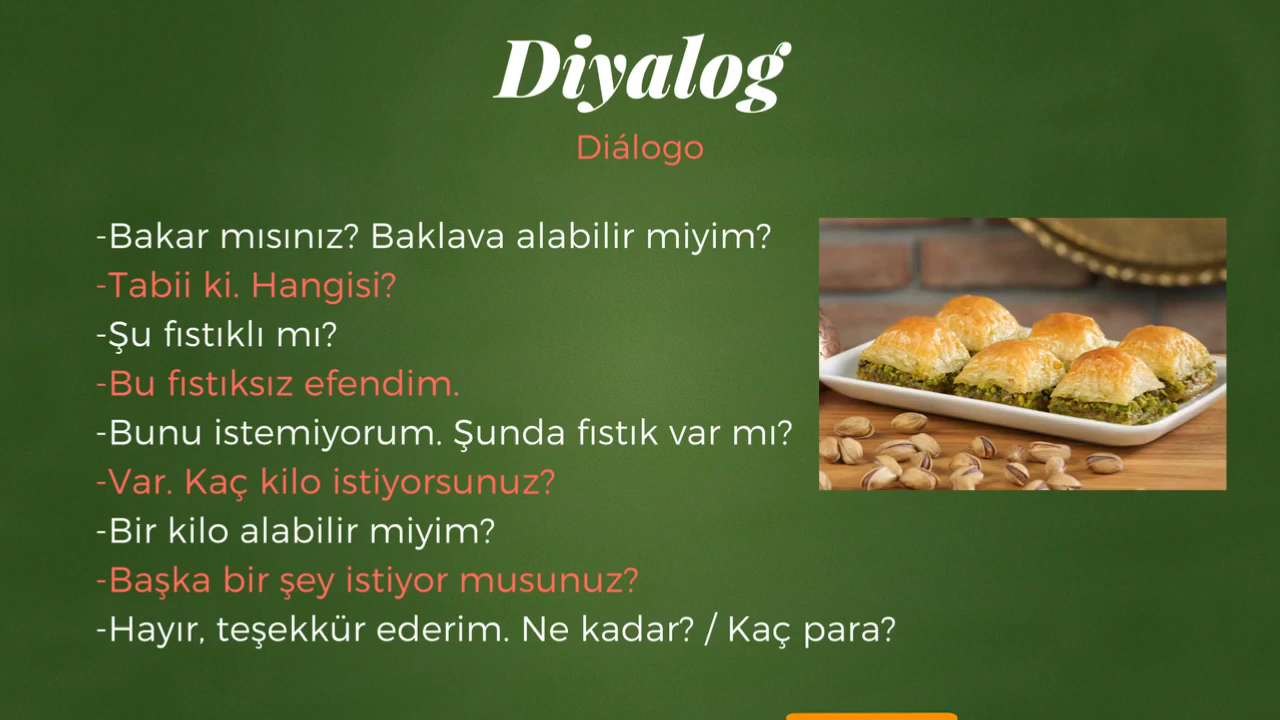 Diyalog
Diálogo
-Bakar mısınız? Baklava alabilir miyim?
-Tabii ki. Hangisi?
-Şu fıstıklı mı?
-Bu fıstıksız efendim.
-Bunu istemiyorum. Şunda fıstık var mı?
-Var. Kaç kilo istiyorsunuz?
-Bir kilo alabilir miyim?
-Başka bir şey istiyor musunuz?
-Hayır, teşekkür ederim. Ne kadar? / Kaç para?